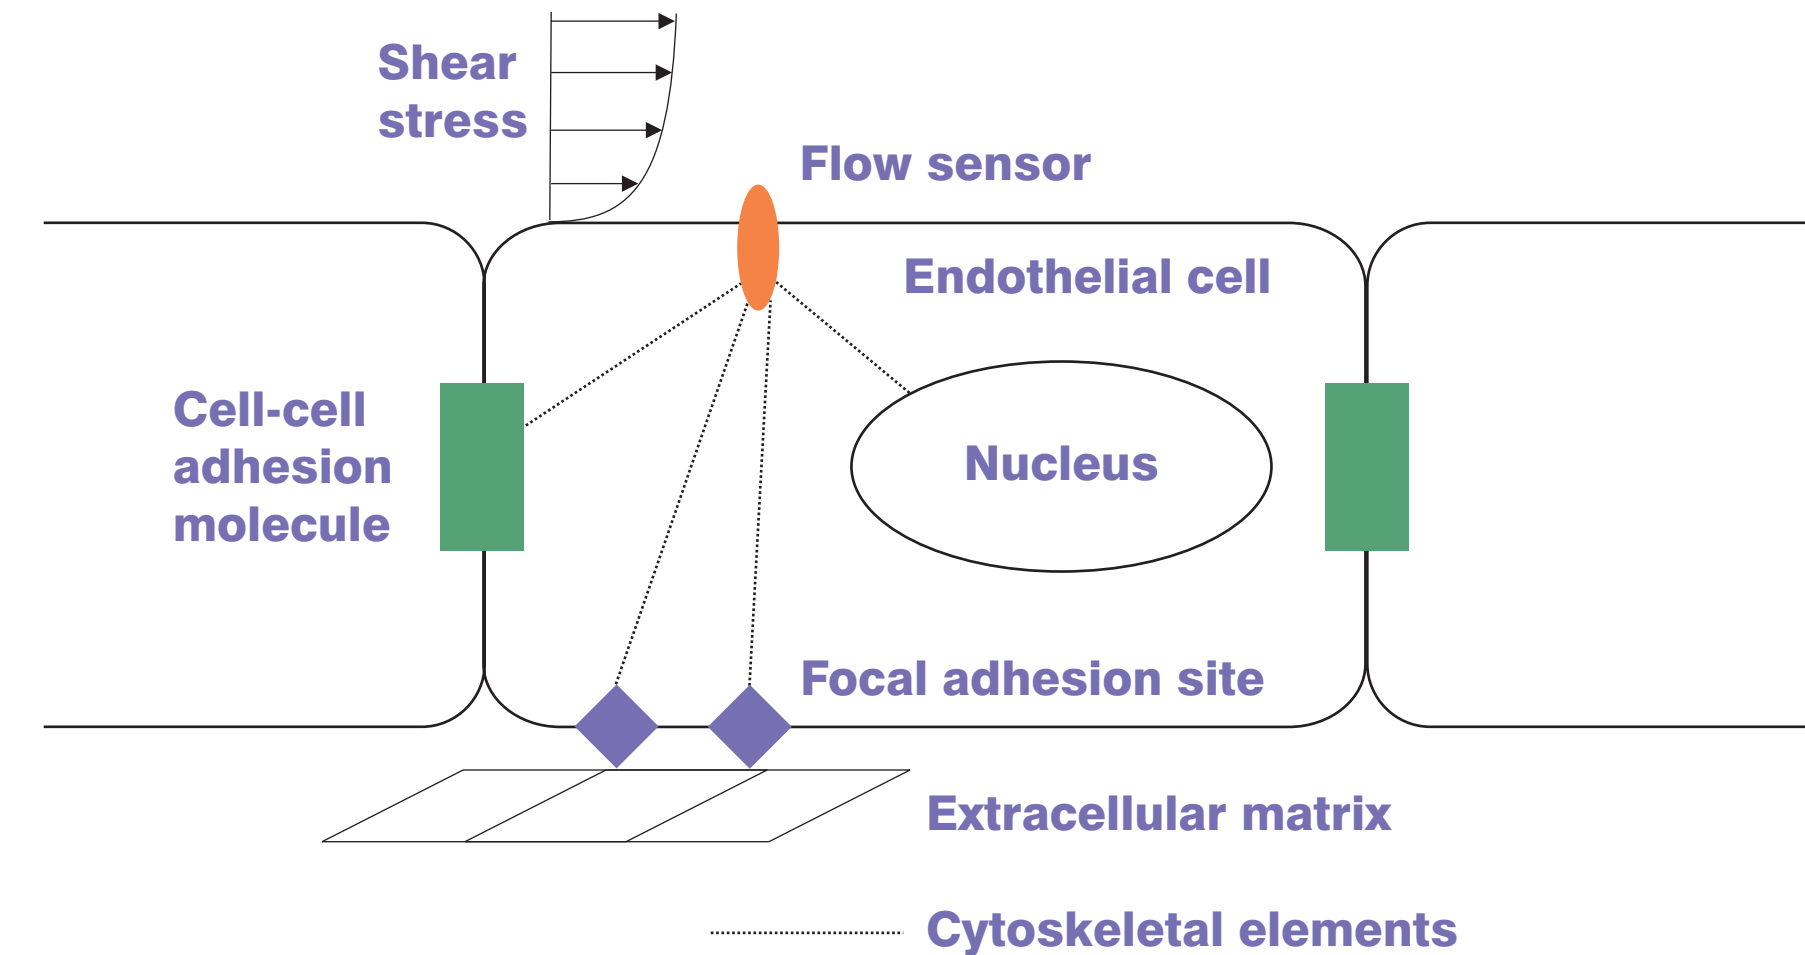 Shear
stress
Flow sensor
Endothelial cell
Cell-cell
adhesion
molecule
Nucleus
Focal adhesion site
Extracellular matrix
Cytoskeletal elements